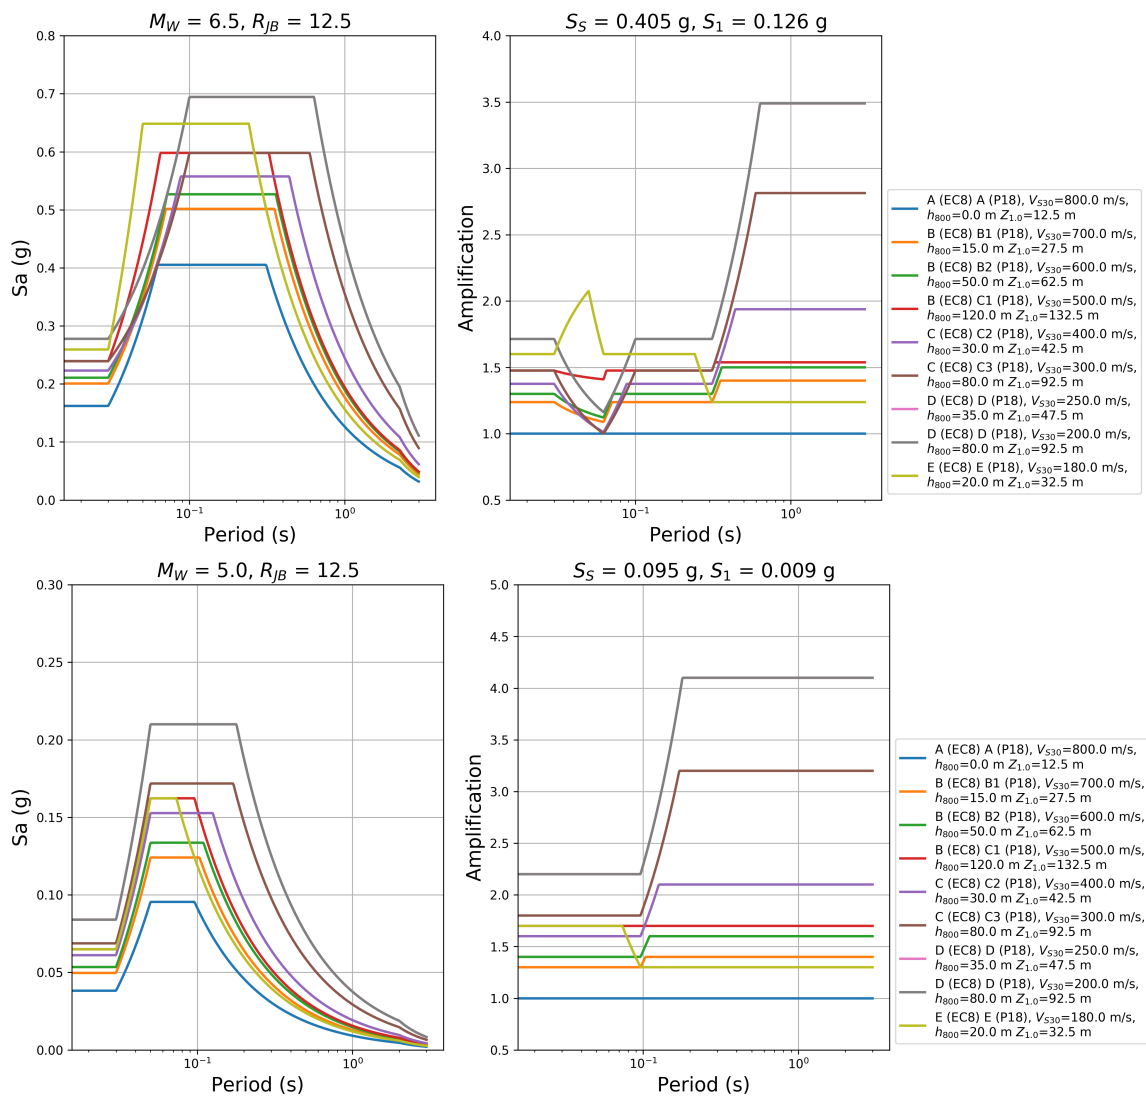 M_W = 6.5, R_JB = 12.5
0.8
0.7
0.6
0.5
0.4
0.3
0.2
0.1
0.0
Sa (g)
10⁻¹ 10⁰
Period (s)
S_S = 0.405 g, S_1 = 0.126 g
4.0
3.5
3.0
2.5
2.0
1.5
1.0
0.5
Amplification
10⁻¹ 10⁰
Period (s)
A (EC8) A (P18), V_S30=800.0 m/s,
h_800=0.0 m Z_1.0=12.5 m
B (EC8) B1 (P18), V_S30=700.0 m/s,
h_800=15.0 m Z_1.0=27.5 m
B (EC8) B2 (P18), V_S30=600.0 m/s,
h_800=50.0 m Z_1.0=62.5 m
B (EC8) C1 (P18), V_S30=500.0 m/s,
h_800=120.0 m Z_1.0=132.5 m
C (EC8) C2 (P18), V_S30=400.0 m/s,
h_800=30.0 m Z_1.0=42.5 m
C (EC8) C3 (P18), V_S30=300.0 m/s,
h_800=80.0 m Z_1.0=92.5 m
D (EC8) D (P18), V_S30=250.0 m/s,
h_800=35.0 m Z_1.0=47.5 m
D (EC8) D (P18), V_S30=200.0 m/s,
h_800=80.0 m Z_1.0=92.5 m
E (EC8) E (P18), V_S30=180.0 m/s,
h_800=20.0 m Z_1.0=32.5 m
M_W = 5.0, R_JB = 12.5
0.30
0.25
0.20
0.15
0.10
0.05
0.00
Sa (g)
10⁻¹ 10⁰
Period (s)
S_S = 0.095 g, S_1 = 0.009 g
5.0
4.5
4.0
3.5
3.0
2.5
2.0
1.5
1.0
0.5
Amplification
10⁻¹ 10⁰
Period (s)
A (EC8) A (P18), V_S30=800.0 m/s,
h_800=0.0 m Z_1.0=12.5 m
B (EC8) B1 (P18), V_S30=700.0 m/s,
h_800=15.0 m Z_1.0=27.5 m
B (EC8) B2 (P18), V_S30=600.0 m/s,
h_800=50.0 m Z_1.0=62.5 m
B (EC8) C1 (P18), V_S30=500.0 m/s,
h_800=120.0 m Z_1.0=132.5 m
C (EC8) C2 (P18), V_S30=400.0 m/s,
h_800=30.0 m Z_1.0=42.5 m
C (EC8) C3 (P18), V_S30=300.0 m/s,
h_800=80.0 m Z_1.0=92.5 m
D (EC8) D (P18), V_S30=250.0 m/s,
h_800=35.0 m Z_1.0=47.5 m
D (EC8) D (P18), V_S30=200.0 m/s,
h_800=80.0 m Z_1.0=92.5 m
E (EC8) E (P18), V_S30=180.0 m/s,
h_800=20.0 m Z_1.0=32.5 m